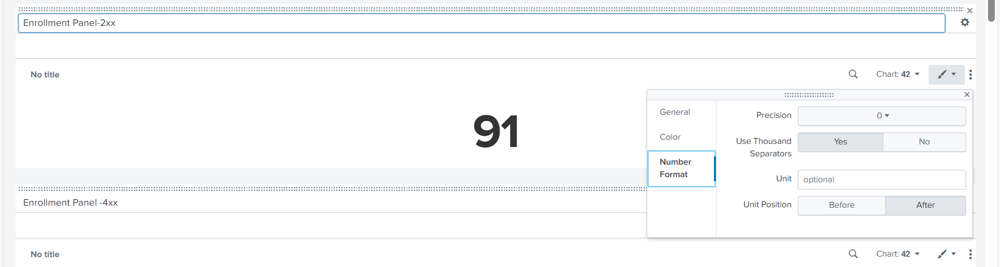 Enrollment Panel-2xx
No title
Chart: 42
91
General
Color
Number
Format
Precision
0
Use Thousand
Separators
Yes
No
Unit
optional
Unit Position
Before
After
Enrollment Panel -4xx
No title
Chart: 42